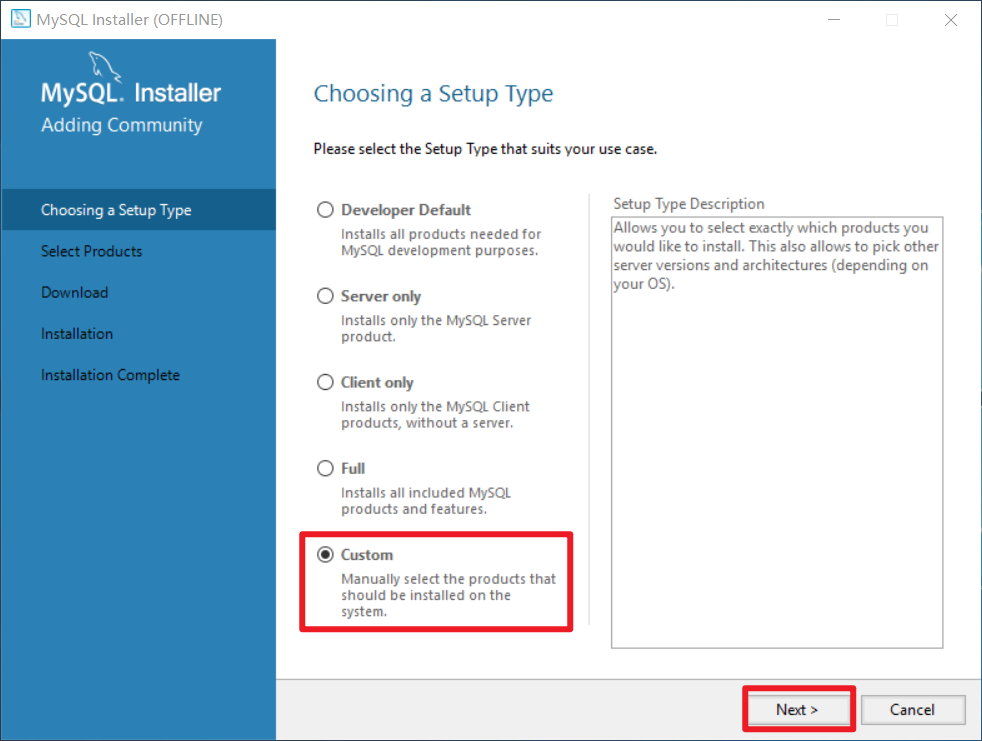 MySQL Installer (OFFLINE)
MySQL. Installer
Adding Community
Choosing a Setup Type
Select Products
Download
Installation
Installation Complete
Choosing a Setup Type
Please select the Setup Type that suits your use case.
Developer Default
Installs all products needed for
MySQL development purposes.
Server only
Installs only the MySQL Server
product.
Client only
Installs only the MySQL Client
products, without a server.
Full
Installs all included MySQL
products and features.
Custom
Manually select the products that
should be installed on the
system.
Setup Type Description
Allows you to select exactly which products you
would like to install. This also allows to pick other
server versions and architectures (depending on
your OS).
Next >
Cancel